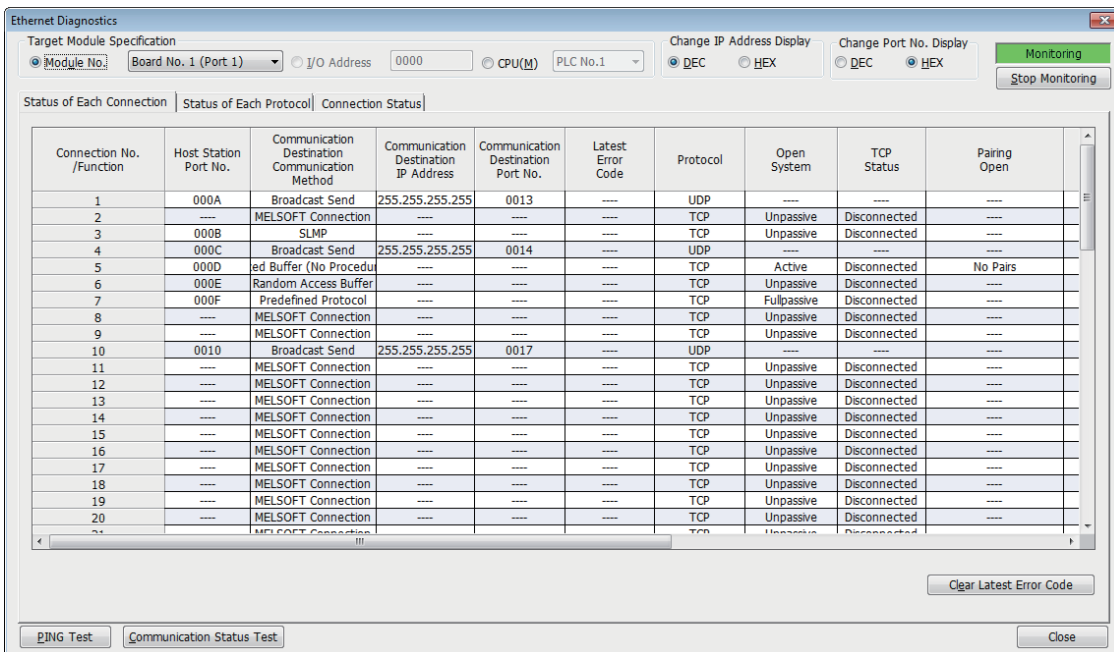 Ethernet Diagnostics
Target Module Specification
Module No. Board No. 1 (Port 1) I/O Address 0000 CPU(M) PLC No.1
Change IP Address Display
DEC HEX
Change Port No. Display
DEC HEX
Monitoring
Stop Monitoring
Status of Each Connection Status of Each Protocol Connection Status
Connection No. /Function Host Station Port No. Communication Destination Communication Method Communication Destination IP Address Communication Destination Port No. Latest Error Code Protocol Open System TCP Status Pairing Open
1 000A Broadcast Send 255.255.255.255 0013 ---- UDP ---- ---- ----
2 ---- MELSOFT Connection ---- ---- ---- TCP Unpassive Disconnected ----
3 000B SLMP ---- ---- ---- TCP Unpassive Disconnected ----
4 000C Broadcast Send 255.255.255.255 0014 ---- UDP ---- ---- ----
5 000D ed Buffer (No Procedu ---- ---- ---- TCP Active Disconnected No Pairs
6 000E Random Access Buffer ---- ---- ---- TCP Unpassive Disconnected ----
7 000F Predefined Protocol ---- ---- ---- TCP Fullpassive Disconnected ----
8 ---- MELSOFT Connection ---- ---- ---- TCP Unpassive Disconnected ----
9 ---- MELSOFT Connection ---- ---- ---- TCP Unpassive Disconnected ----
10 0010 Broadcast Send 255.255.255.255 0017 ---- UDP ---- ---- ----
11 ---- MELSOFT Connection ---- ---- ---- TCP Unpassive Disconnected ----
12 ---- MELSOFT Connection ---- ---- ---- TCP Unpassive Disconnected ----
13 ---- MELSOFT Connection ---- ---- ---- TCP Unpassive Disconnected ----
14 ---- MELSOFT Connection ---- ---- ---- TCP Unpassive Disconnected ----
15 ---- MELSOFT Connection ---- ---- ---- TCP Unpassive Disconnected ----
16 ---- MELSOFT Connection ---- ---- ---- TCP Unpassive Disconnected ----
17 ---- MELSOFT Connection ---- ---- ---- TCP Unpassive Disconnected ----
18 ---- MELSOFT Connection ---- ---- ---- TCP Unpassive Disconnected ----
19 ---- MELSOFT Connection ---- ---- ---- TCP Unpassive Disconnected ----
20 ---- MELSOFT Connection ---- ---- ---- TCP Unpassive Disconnected ----
Clear Latest Error Code
PING Test Communication Status Test Close